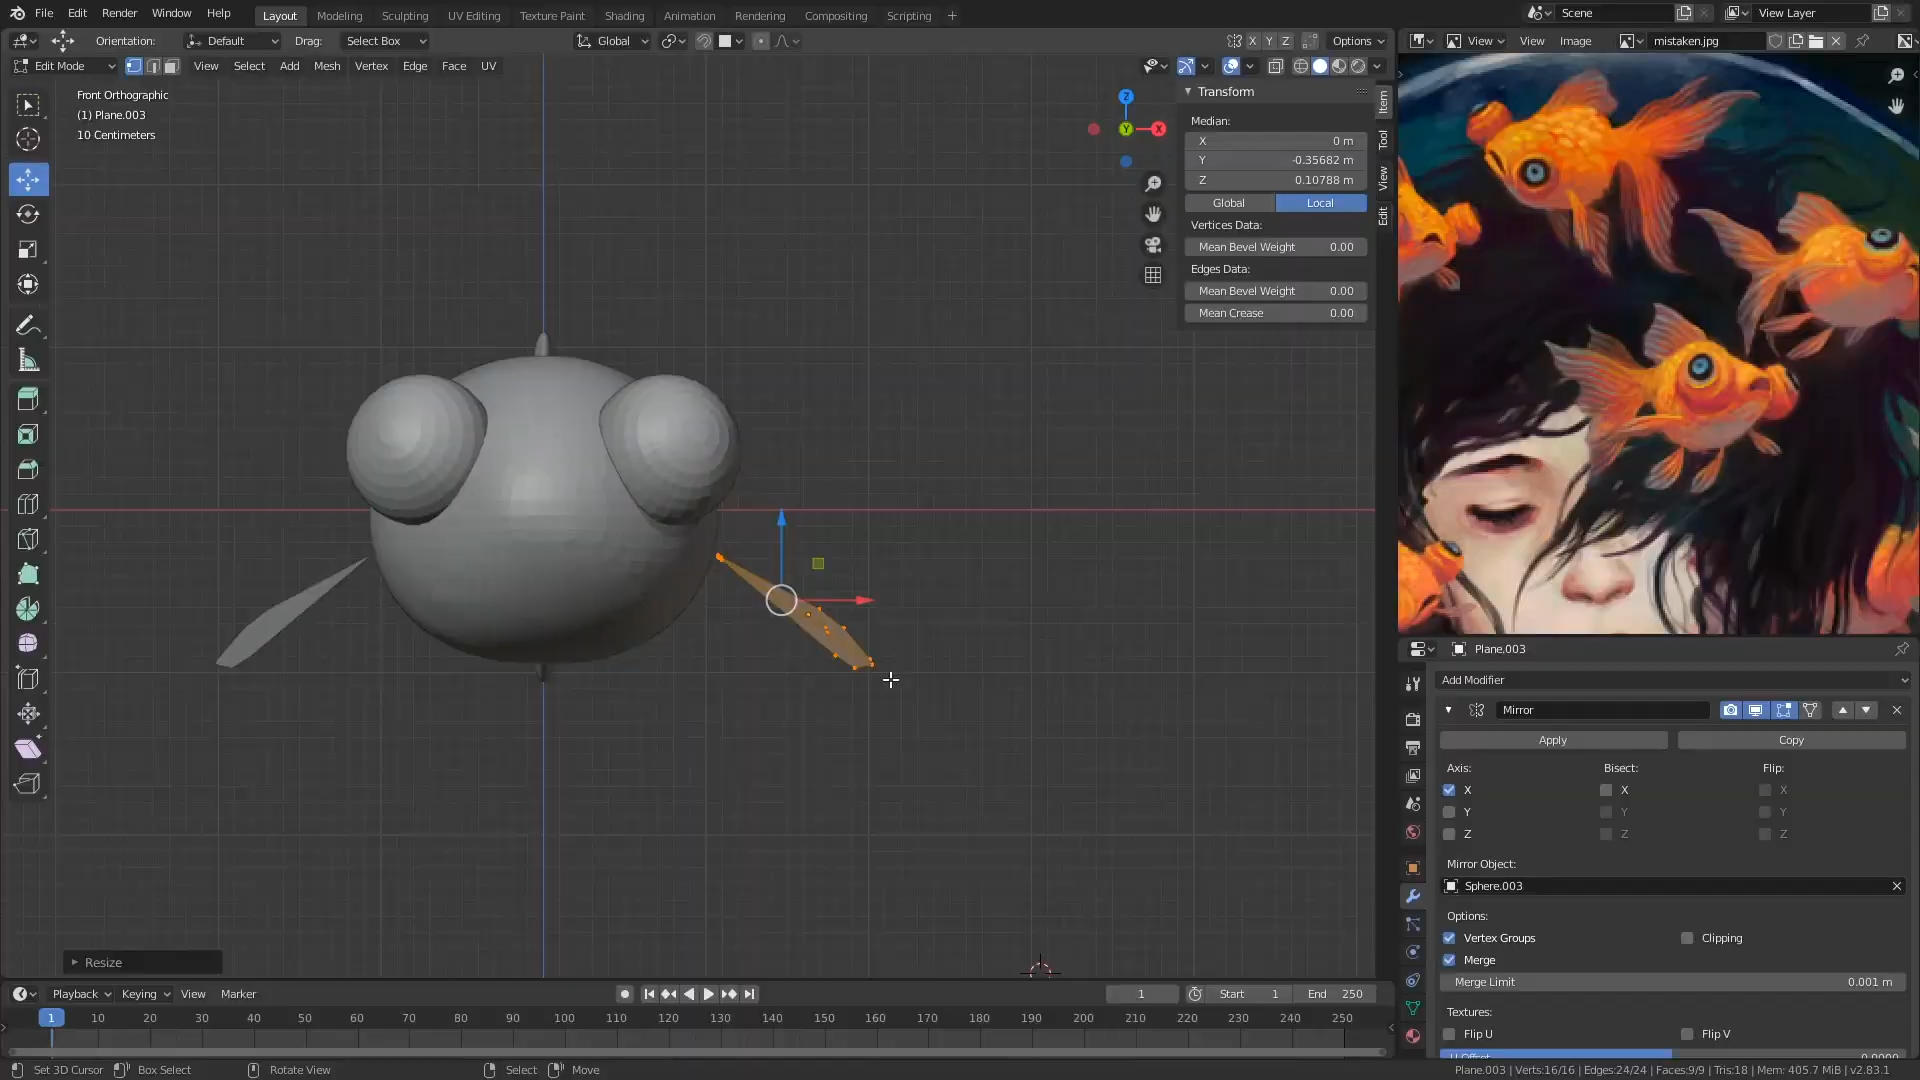 File Edit Render Window Help
Layout Modeling Sculpting UV Editing Texture Paint Shading Animation Rendering Compositing Scripting +
Scene
View Layer
Orientation: Default Drag: Select Box
Global
X Y Z
Options
View View Image mistaken.jpg
Edit Mode View Select Add Mesh Vertex Edge Face UV
Front Orthographic
(1) Plane.003
10 Centimeters
Z
Y
X
Transform
Median:
X 0 m
Y -0.35682 m
Z 0.10788 m
Global Local
Vertices Data:
Mean Bevel Weight 0.00
Edges Data:
Mean Bevel Weight 0.00
Mean Crease 0.00
Item
Tool
View
Edit
Plane.003
Add Modifier
Mirror
Apply Copy
Axis: Bisect: Flip:
X X X
Y Y Y
Z Z Z
Mirror Object:
Sphere.003
Options:
Vertex Groups Clipping
Merge
Merge Limit 0.001 m
Textures:
Flip U Flip V
U Offset 0.0000
Resize
Playback Keying View Marker
1 Start 1 End 250
1 10 20 30 40 50 60 70 80 90 100 110 120 130 140 150 160 170 180 190 200 210 220 230 240 250
Set 3D Cursor Box Select Rotate View Select Move
Plane.003 | Verts:16/16 | Edges:24/24 | Faces:9/9 | Tris:18 | Mem: 405.7 MiB | v2.83.1